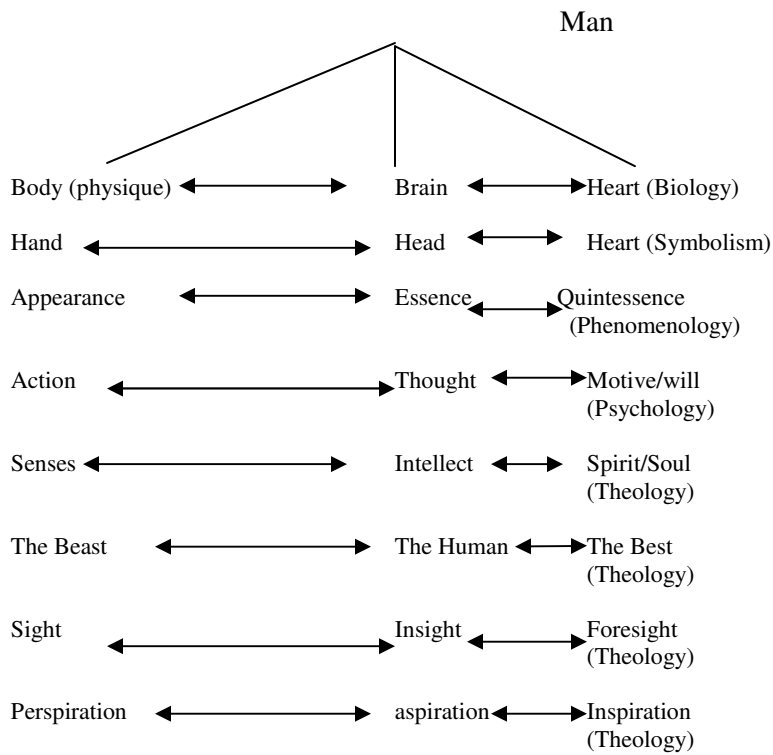 Man
Body (physique) Brain Heart (Biology)
Hand Head Heart (Symbolism)
Appearance Essence Quintessence
(Phenomenology)
Action Thought Motive/will
(Psychology)
Senses Intellect Spirit/Soul
(Theology)
The Beast The Human The Best
(Theology)
Sight Insight Foresight
(Theology)
Perspiration aspiration Inspiration
(Theology)